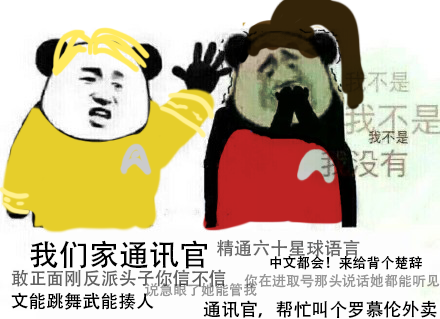 我不是
我不是
我不是
我没有
我们家通讯官
精通六十星球语言
中文都会！来给背个楚辞
敢正面刚反派头子你信不信
你在进取号那头说话她都能听见
说急眼了她能管我
文能跳舞武能揍人
通讯官，帮忙叫个罗慕伦外卖